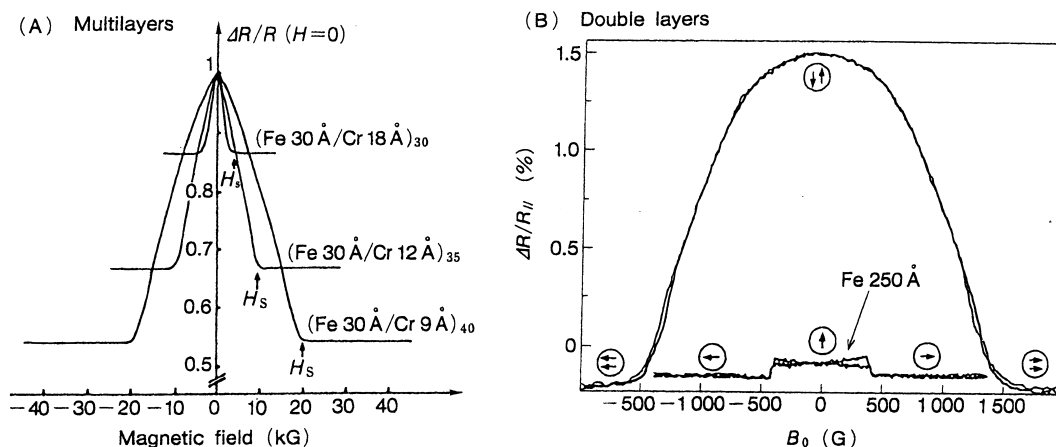 (A) Multilayers
ΔR/R (H=0)
1
(Fe 30 Å/Cr 18 Å)30
Hs
0.8
0.7
(Fe 30 Å/Cr 12 Å)35
HS
0.6
(Fe 30 Å/Cr 9 Å)40
HS
0.5
−40 −30 −20 −10 0 10 20 30 40
Magnetic field (kG)
(B) Double layers
1.5
1.0
ΔR/R// (%)
0.5
Fe 250 Å
0
−500 −1 000 −500 0 500 1 000 1 500
B0 (G)